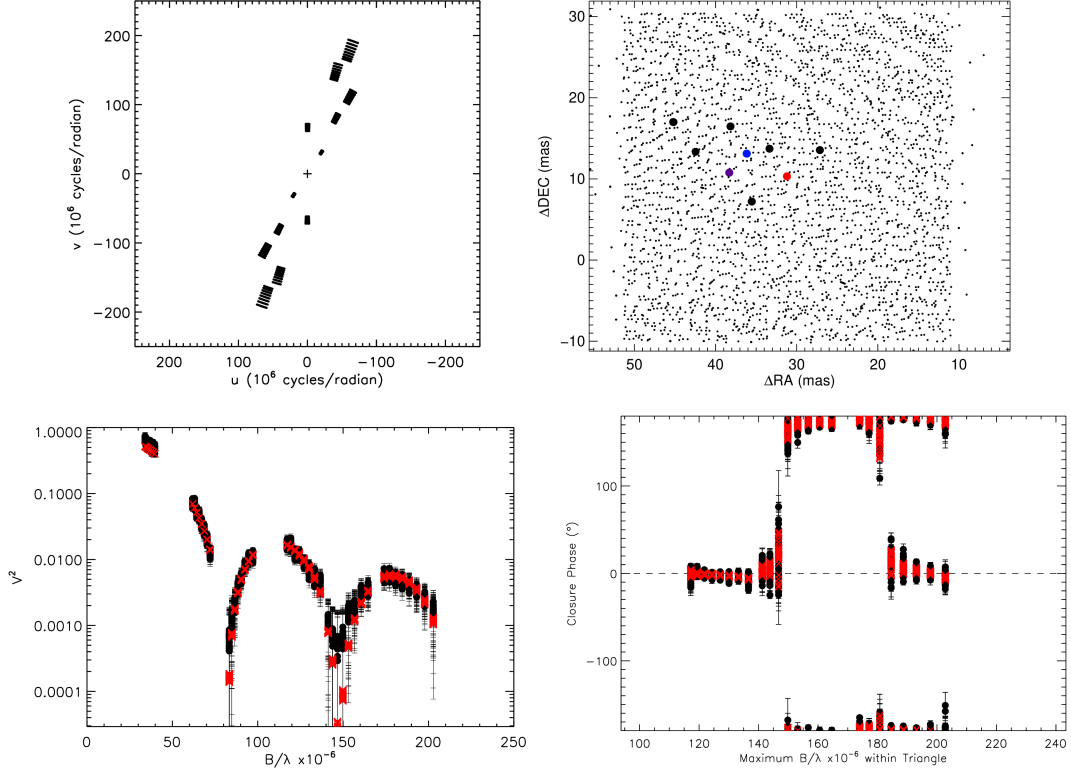 200
100
0
-100
-200
v (10⁶ cycles/radian)
200 100 0 -100 -200
u (10⁶ cycles/radian)
30
20
10
0
-10
ΔDEC (mas)
50 40 30 20 10
ΔRA (mas)
1.0000
0.1000
0.0100
0.0010
0.0001
V²
0 50 100 150 200 250
B/λ ×10⁻⁶
100
0
-100
Closure Phase (°)
100 120 140 160 180 200 220 240
Maximum B/λ ×10⁻⁶ within Triangle